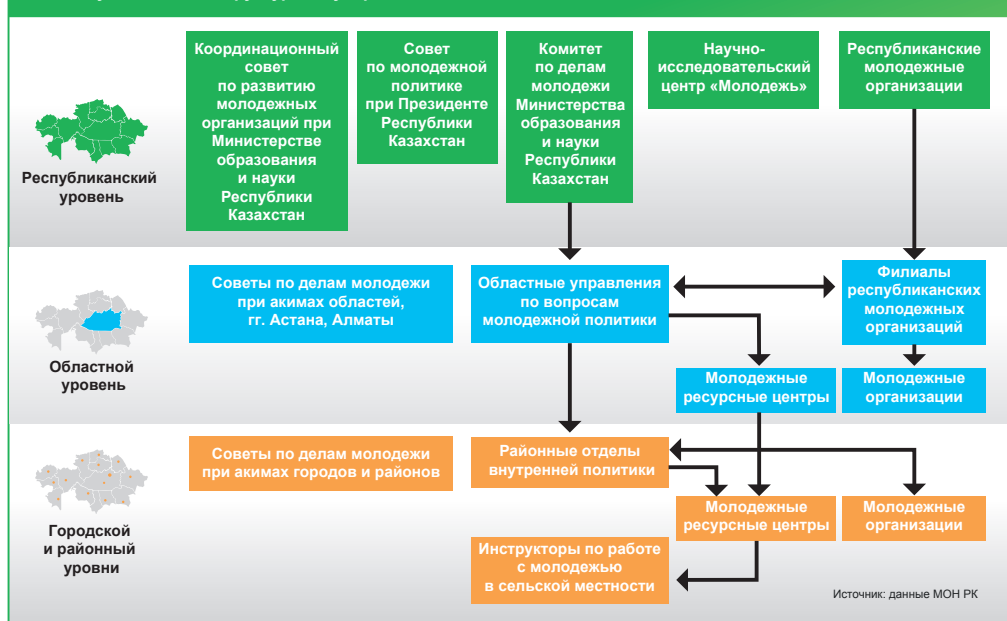 Координационный
совет
по развитию
молодежных
организаций при
Министерстве
образования
и науки
Республики
Казахстан
Совет
по молодежной
политике
при Президенте
Республики
Казахстан
Комитет
по делам
молодежи
Министерства
образования
и науки
Республики
Казахстан
Научно-
исследовательский
центр «Молодежь»
Республиканские
молодежные
организации
Республиканский
уровень
Советы по делам молодежи
при акимах областей,
гг. Астана, Алматы
Областные управления
по вопросам
молодежной политики
Филиалы
республиканских
молодежных
организаций
Областной
уровень
Молодежные
ресурсные центры
Молодежные
организации
Советы по делам молодежи
при акимах городов и районов
Районные отделы
внутренней политики
Молодежные
ресурсные центры
Молодежные
организации
Городской
и районный
уровни
Инструкторы по работе
с молодежью
в сельской местности
Источник: данные МОН РК